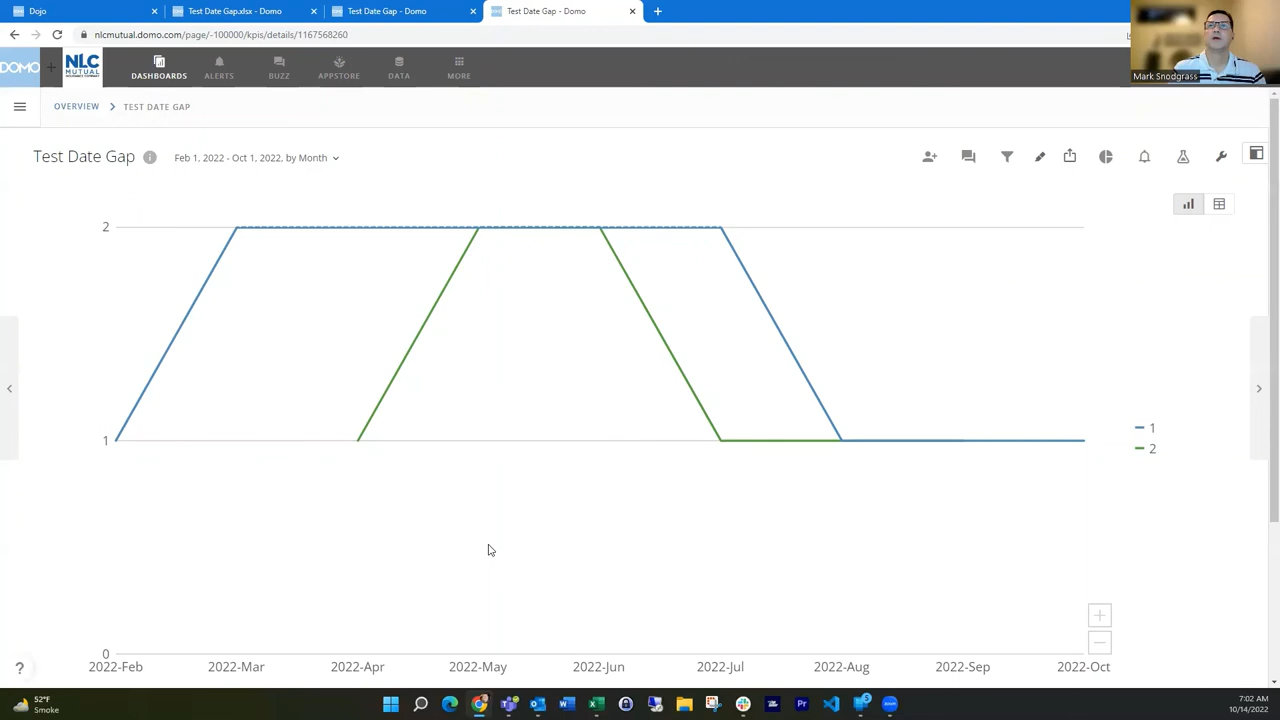 Dojo
Test Date Gap.xlsx - Domo
Test Date Gap - Domo
Test Date Gap - Domo
nlcmutual.domo.com/page/-100000/kpis/details/1167568260
Mark Snodgrass
DOMO
NLC
MUTUAL
DASHBOARDS
ALERTS
BUZZ
APPSTORE
DATA
MORE
OVERVIEW
TEST DATE GAP
Test Date Gap
Feb 1, 2022 - Oct 1, 2022, by Month
2
1
0
1
2
2022-Feb
2022-Mar
2022-Apr
2022-May
2022-Jun
2022-Jul
2022-Aug
2022-Sep
2022-Oct
?
52°F
Smoke
Pr
5
7:02 AM
10/14/2022